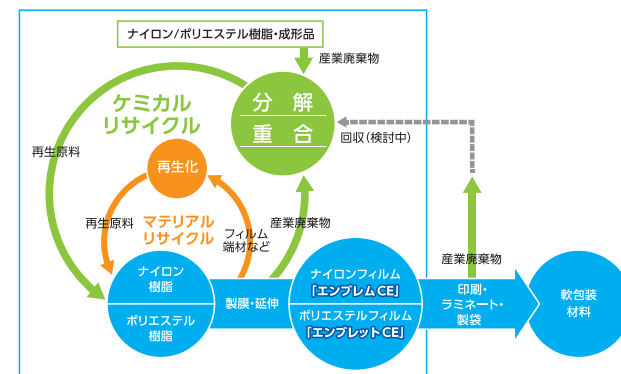 ナイロン/ポリエステル樹脂・成形品
産業廃棄物
分 解
重 合
ケミカル
リサイクル
回収（検討中）
再生原料
再生化
再生原料
マテリアル
リサイクル
フィルム
端材など
産業廃棄物
産業廃棄物
ナイロン
樹脂
ポリエステル
樹脂
製膜・延伸
ナイロンフィルム
「エンブレムCE」
ポリエステルフィルム
「エンブレットCE」
印刷・
ラミネート・
製袋
軟包装
材料